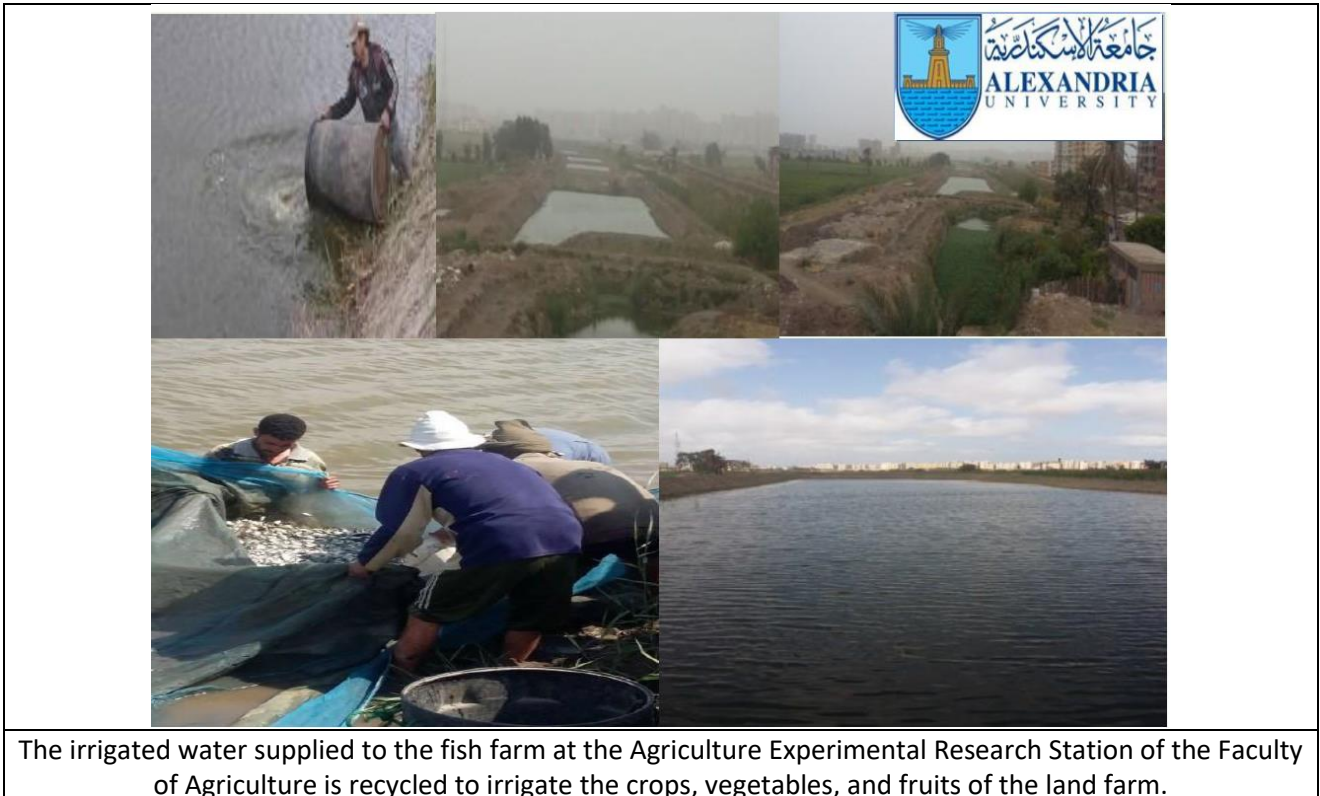 جامعة الإسكندرية
ALEXANDRIA
UNIVERSITY
The irrigated water supplied to the fish farm at the Agriculture Experimental Research Station of the Faculty
of Agriculture is recycled to irrigate the crops, vegetables, and fruits of the land farm.